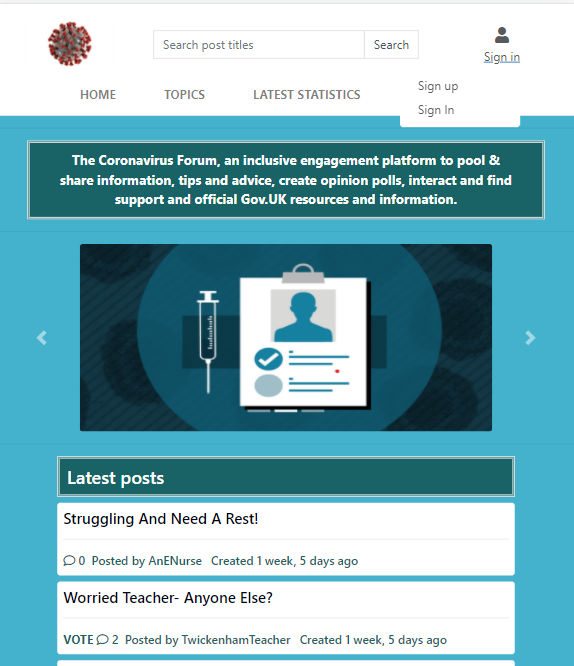 Search post titles
Search
Sign in
HOME
TOPICS
LATEST STATISTICS
Sign up
Sign In
The Coronavirus Forum, an inclusive engagement platform to pool &
share information, tips and advice, create opinion polls, interact and find
support and official Gov.UK resources and information.
Latest posts
Struggling And Need A Rest!
0 Posted by AnENurse Created 1 week, 5 days ago
Worried Teacher- Anyone Else?
VOTE 2 Posted by TwickenhamTeacher Created 1 week, 5 days ago